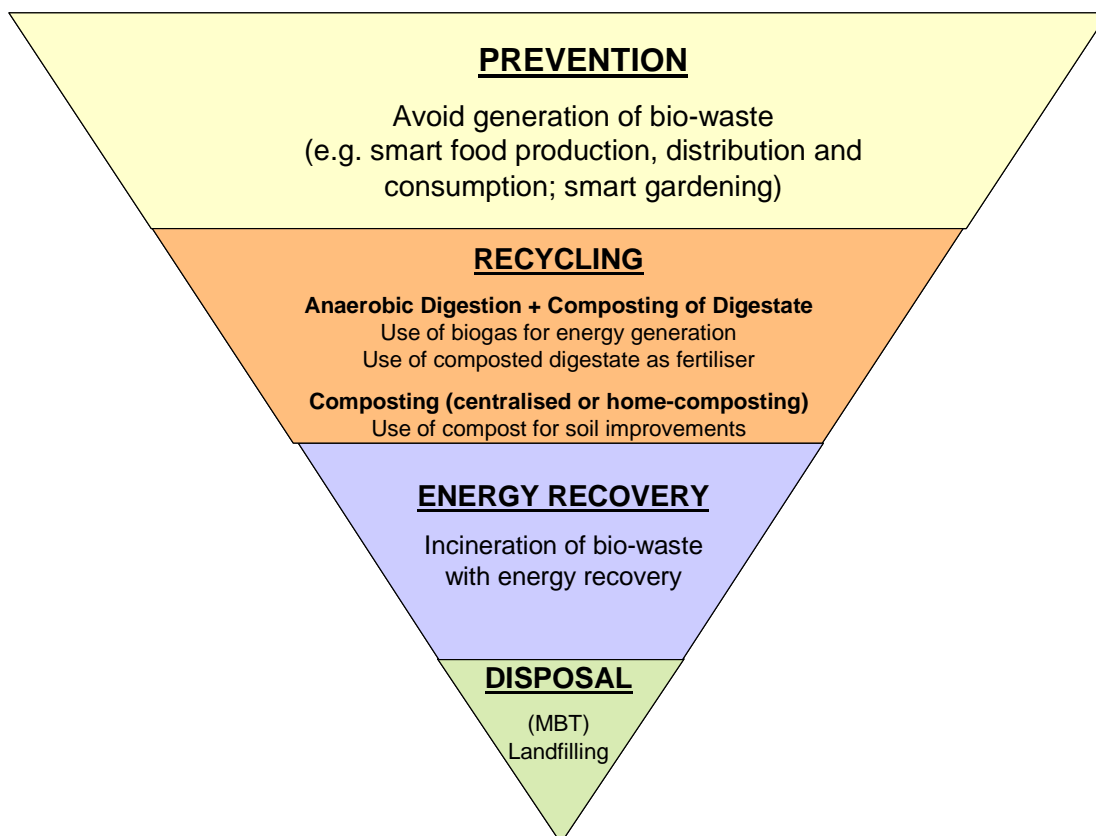 PREVENTION
Avoid generation of bio-waste
(e.g. smart food production, distribution and
consumption; smart gardening)
RECYCLING
Anaerobic Digestion + Composting of Digestate
Use of biogas for energy generation
Use of composted digestate as fertiliser
Composting (centralised or home-composting)
Use of compost for soil improvements
ENERGY RECOVERY
Incineration of bio-waste
with energy recovery
DISPOSAL
(MBT)
Landfilling